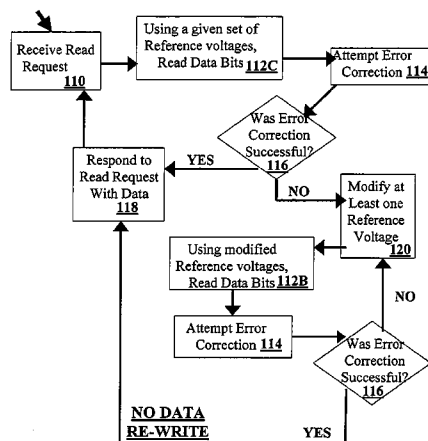 Receive Read
Request
110
Using a given set of
Reference voltages,
Read Data Bits 112C
Attempt Error
Correction 114
Was Error
Correction
Successful?
116
YES
NO
Respond to
Read Request
With Data
118
Modify at
Least one
Reference
Voltage
120
Using modified
Reference voltages,
Read Data Bits 112B
Attempt Error
Correction 114
Was Error
Correction
Successful?
116
NO
YES
NO DATA
RE-WRITE